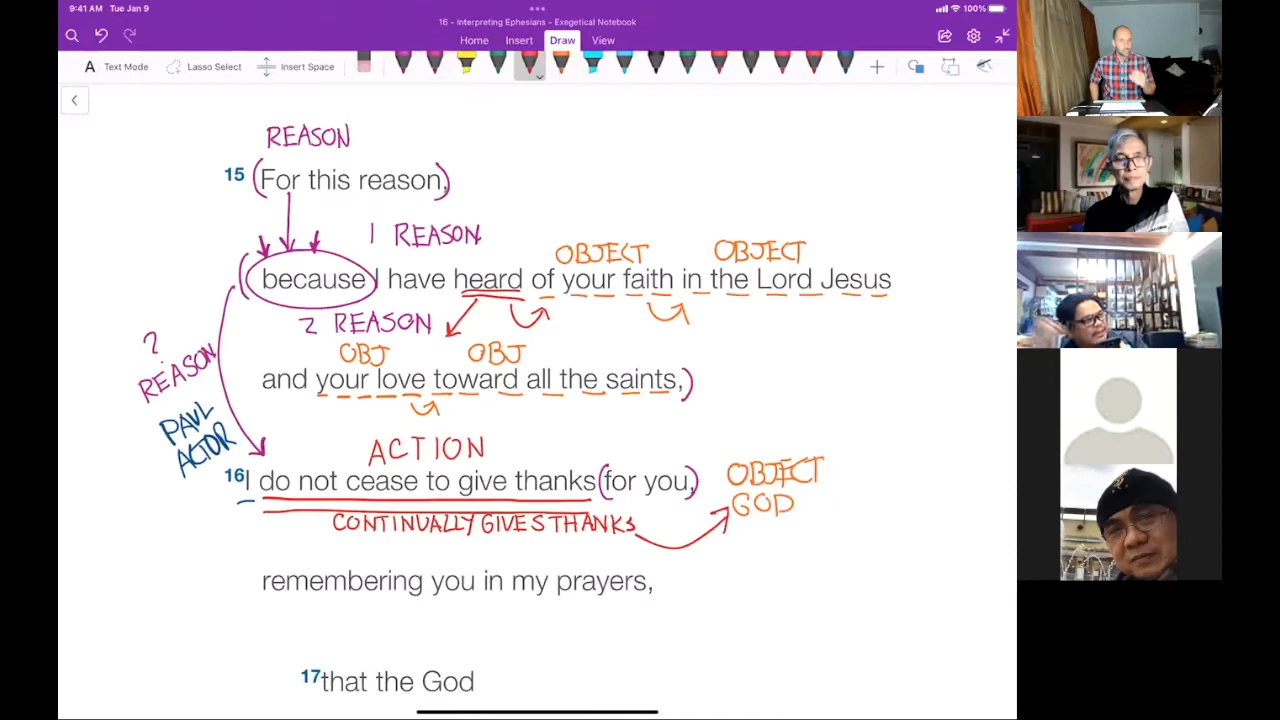 9:41 AM Tue Jan 9
100%
16 - Interpreting Ephesians - Exegetical Notebook
Home Insert Draw View
A Text Mode Lasso Select Insert Space
REASON
15 (For this reason,)
1 REASON
OBJECT OBJECT
(because I have heard of your faith in the Lord Jesus
2 REASON
OBJ OBJ
and your love toward all the saints,)
?
REASON
PAUL
ACTOR
ACTION
16 I do not cease to give thanks (for you,)
OBJECT
GOD
CONTINUALLY GIVES THANKS
remembering you in my prayers,
17 that the God